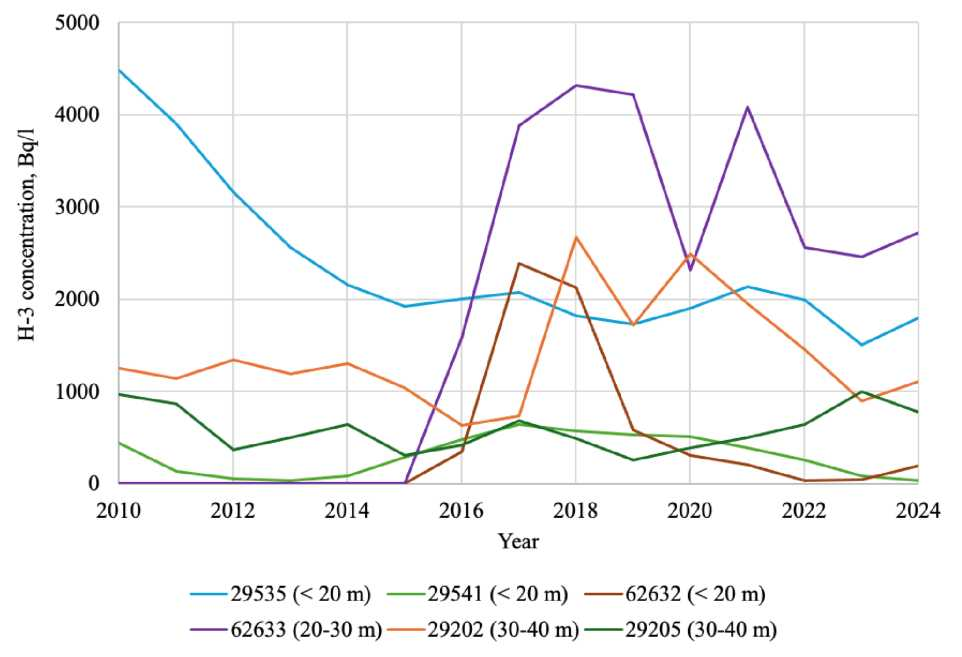 5000
4000
3000
2000
1000
0
H-3 concentration, Bq/l
2010 2012 2014 2016 2018 2020 2022 2024
Year
29535 (< 20 m) 29541 (< 20 m) 62632 (< 20 m)
62633 (20-30 m) 29202 (30-40 m) 29205 (30-40 m)